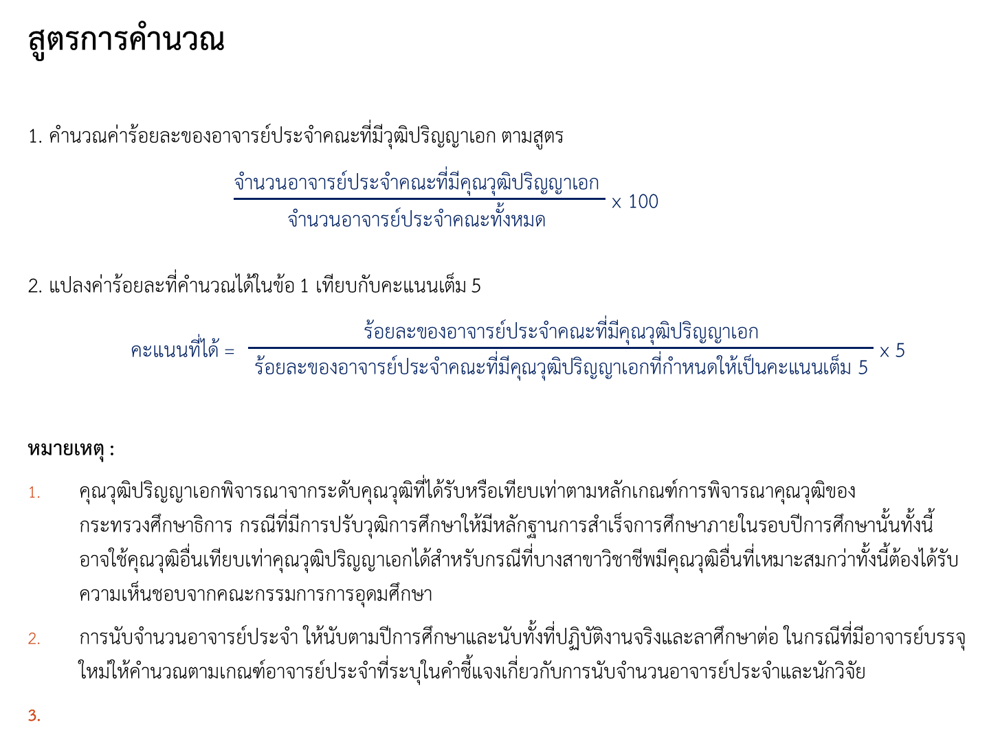 สูตรการคำนวณ
1. คำนวณค่าร้อยละของอาจารย์ประจำคณะที่มีวุฒิปริญญาเอก ตามสูตร
จำนวนอาจารย์ประจำคณะที่มีคุณวุฒิปริญญาเอก
x 100
จำนวนอาจารย์ประจำคณะทั้งหมด
2. แปลงค่าร้อยละที่คำนวณได้ในข้อ 1 เทียบกับคะแนนเต็ม 5
ร้อยละของอาจารย์ประจำคณะที่มีคุณวุฒิปริญญาเอก
คะแนนที่ได้ =
x 5
ร้อยละของอาจารย์ประจำคณะที่มีคุณวุฒิปริญญาเอกที่กำหนดให้เป็นคะแนนเต็ม 5
หมายเหตุ :
1. คุณวุฒิปริญญาเอกพิจารณาจากระดับคุณวุฒิที่ได้รับหรือเทียบเท่าตามหลักเกณฑ์การพิจารณาคุณวุฒิของ
กระทรวงศึกษาธิการ กรณีที่มีการปรับวุฒิการศึกษาให้มีหลักฐานการสำเร็จการศึกษาภายในรอบปีการศึกษานั้นทั้งนี้
อาจใช้คุณวุฒิอื่นเทียบเท่าคุณวุฒิปริญญาเอกได้สำหรับกรณีที่บางสาขาวิชาชีพมีคุณวุฒิอื่นที่เหมาะสมกว่าทั้งนี้ต้องได้รับ
ความเห็นชอบจากคณะกรรมการการอุดมศึกษา
2. การนับจำนวนอาจารย์ประจำ ให้นับตามปีการศึกษาและนับทั้งที่ปฏิบัติงานจริงและลาศึกษาต่อ ในกรณีที่มีอาจารย์บรรจุ
ใหม่ให้คำนวณตามเกณฑ์อาจารย์ประจำที่ระบุในคำชี้แจงเกี่ยวกับการนับจำนวนอาจารย์ประจำและนักวิจัย
3.